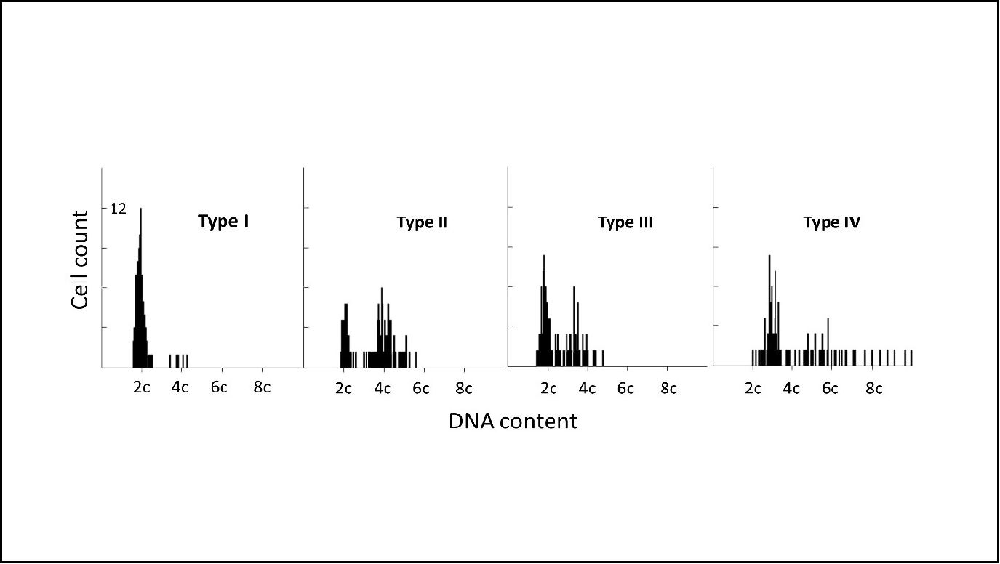 12
Type I
Type II
Type III
Type IV
Cell count
2c 4c 6c 8c
2c 4c 6c 8c
2c 4c 6c 8c
2c 4c 6c 8c
DNA content